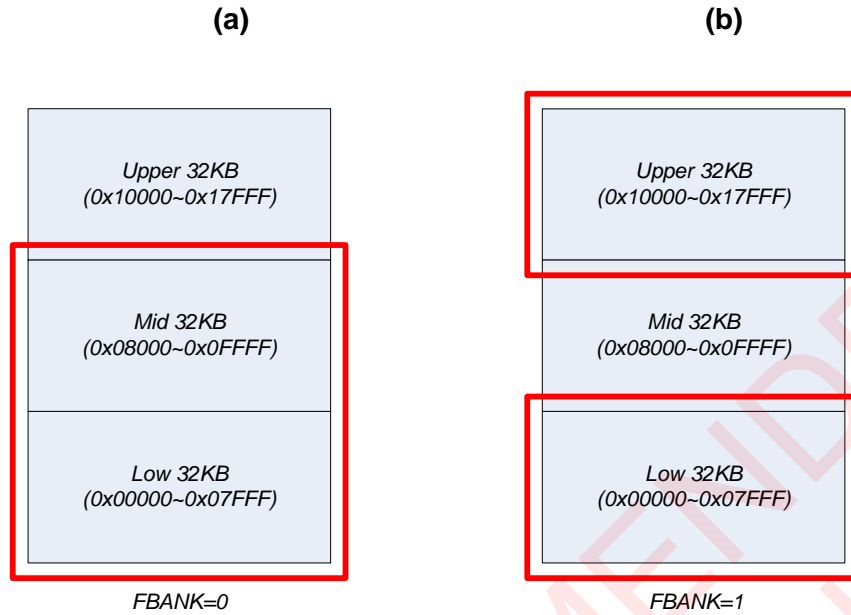 (a)
Upper 32KB
(0x10000~0x17FFF)
Mid 32KB
(0x08000~0x0FFFF)
Low 32KB
(0x00000~0x07FFF)
FBANK=0
(b)
Upper 32KB
(0x10000~0x17FFF)
Mid 32KB
(0x08000~0x0FFFF)
Low 32KB
(0x00000~0x07FFF)
FBANK=1